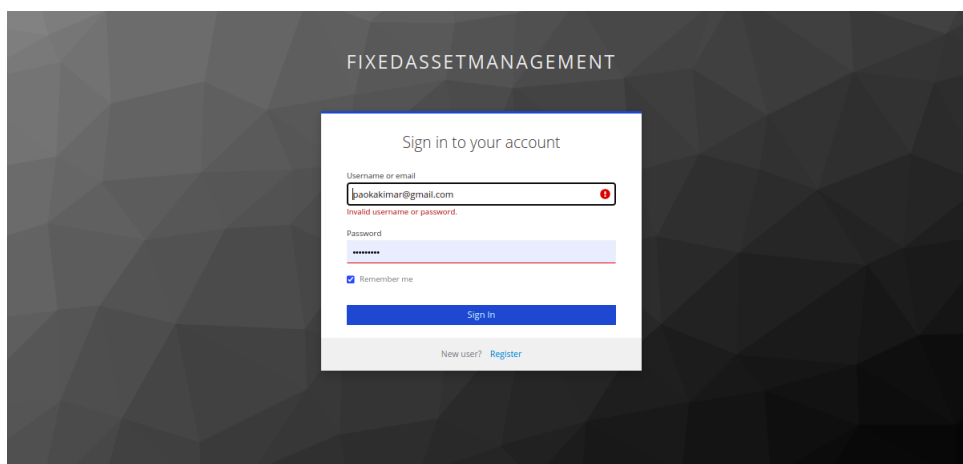 FIXEDASSETMANAGEMENT
Sign in to your account
Username or email
paokakimar@gmail.com
Invalid username or password.
Password
•••••••••
Remember me
Sign In
New user? Register